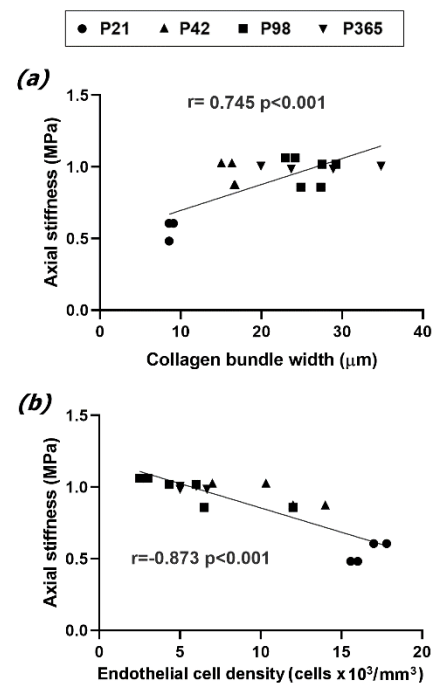 P21 P42 P98 P365
(a)
r= 0.745 p<0.001
Axial stiffness (MPa)
1.5
1.0
0.5
0.0
0 10 20 30 40
Collagen bundle width (μm)
(b)
r=-0.873 p<0.001
Axial stiffness (MPa)
1.5
1.0
0.5
0.0
0 5 10 15 20
Endothelial cell density (cells x10³/mm³)